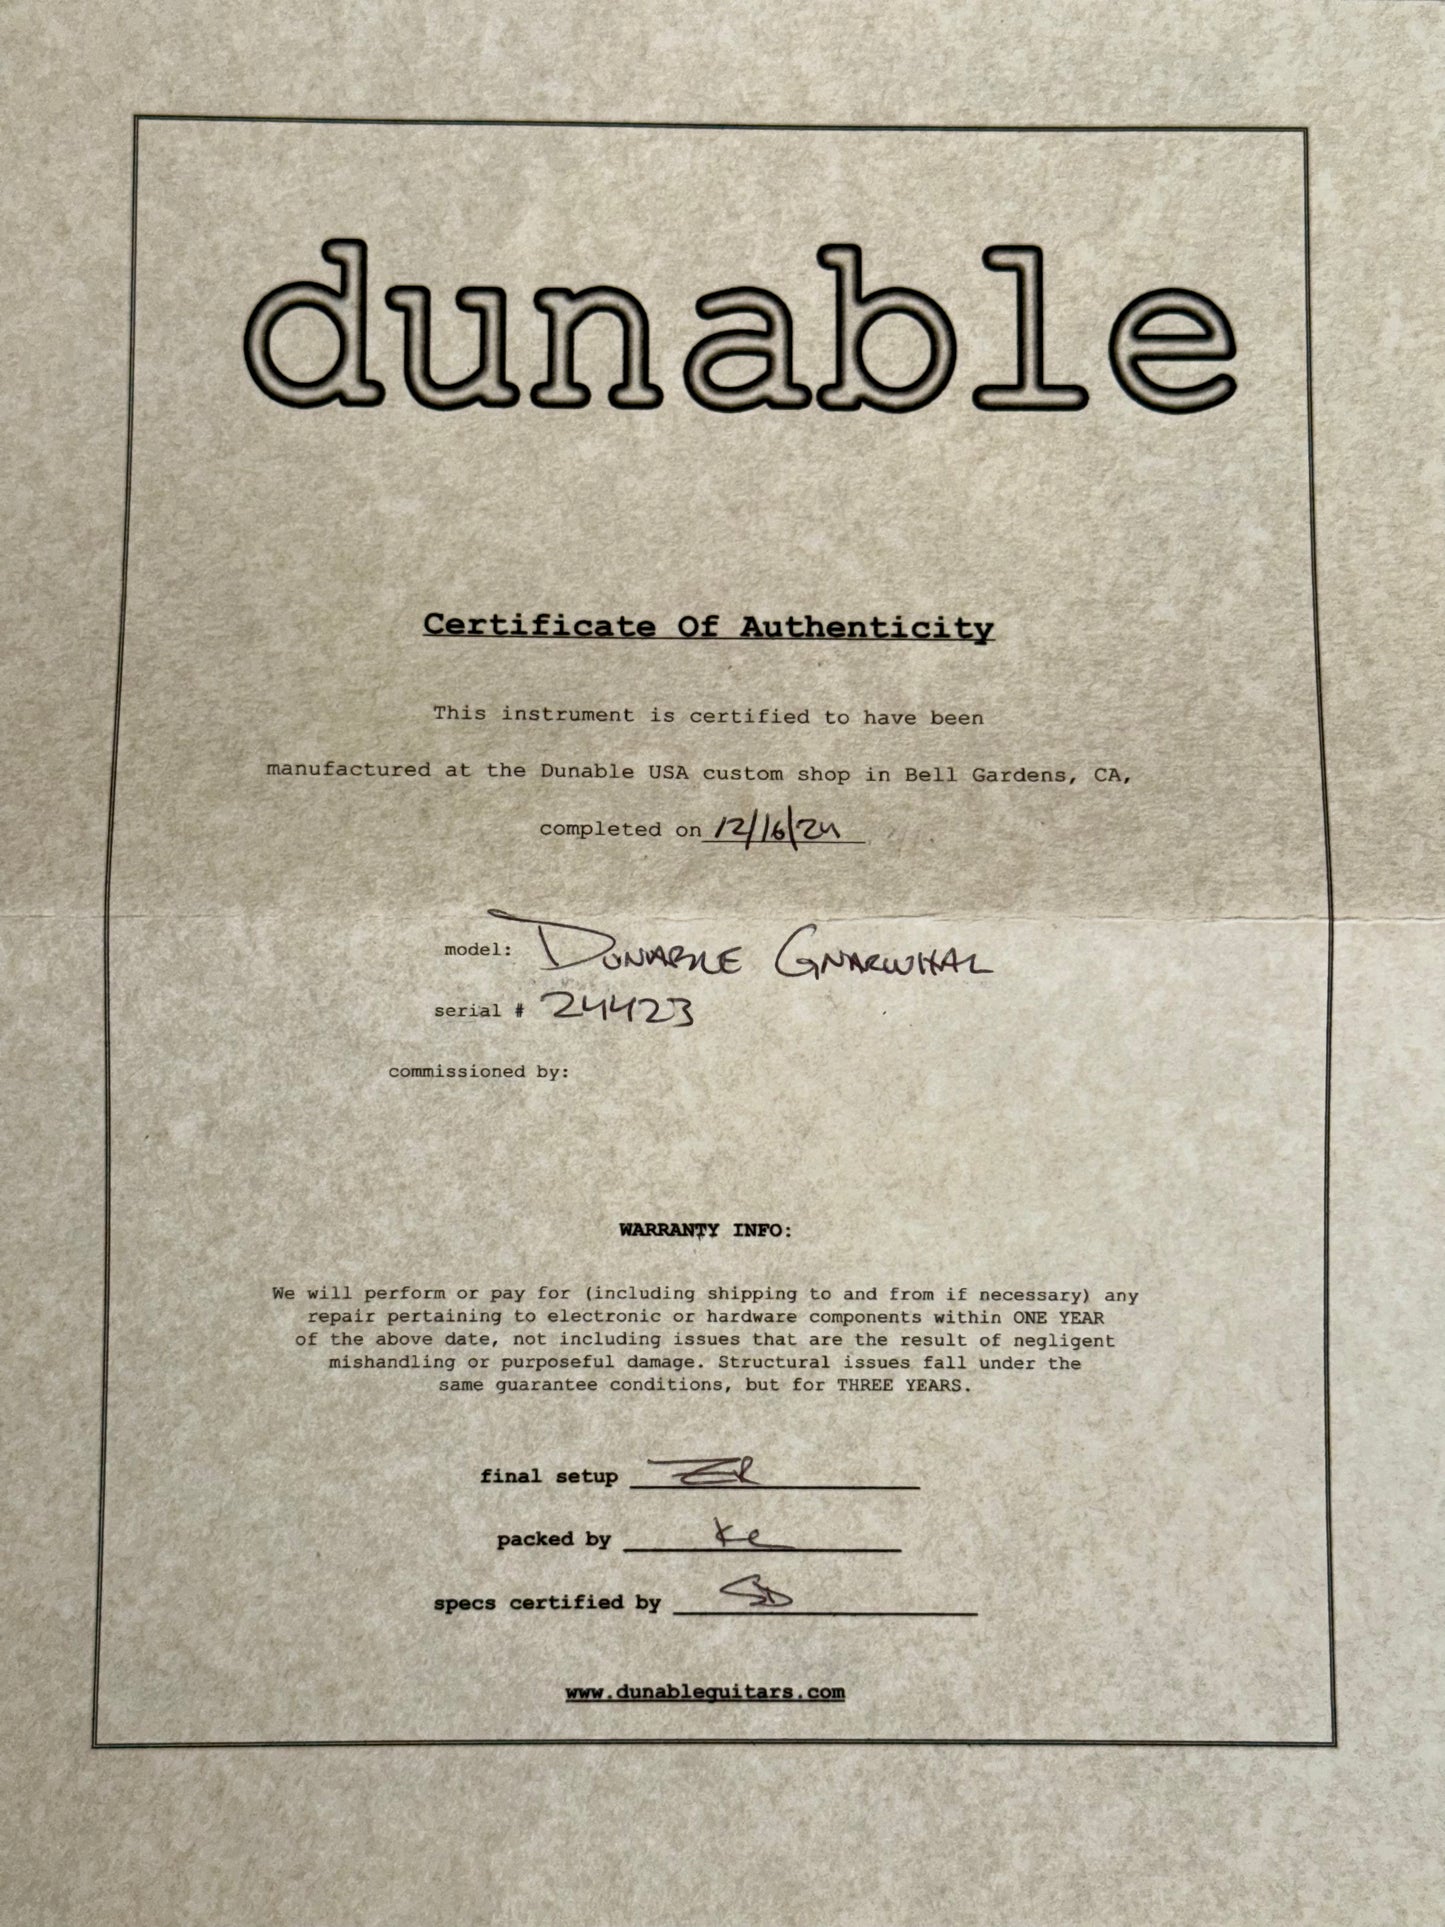 dunable
Certificate Of Authenticity
This instrument is certified to have been
manufactured at the Dunable USA custom shop in Bell Gardens, CA,
completed on 12/16/24
model: DUNABLE GNARWHAL
serial # 24423
commissioned by:
WARRANTY INFO:
We will perform or pay for (including shipping to and from if necessary) any
repair pertaining to electronic or hardware components within ONE YEAR
of the above date, not including issues that are the result of negligent
mishandling or purposeful damage. Structural issues fall under the
same guarantee conditions, but for THREE YEARS.
final setup
packed by
specs certified by SD
www.dunableguitars.com